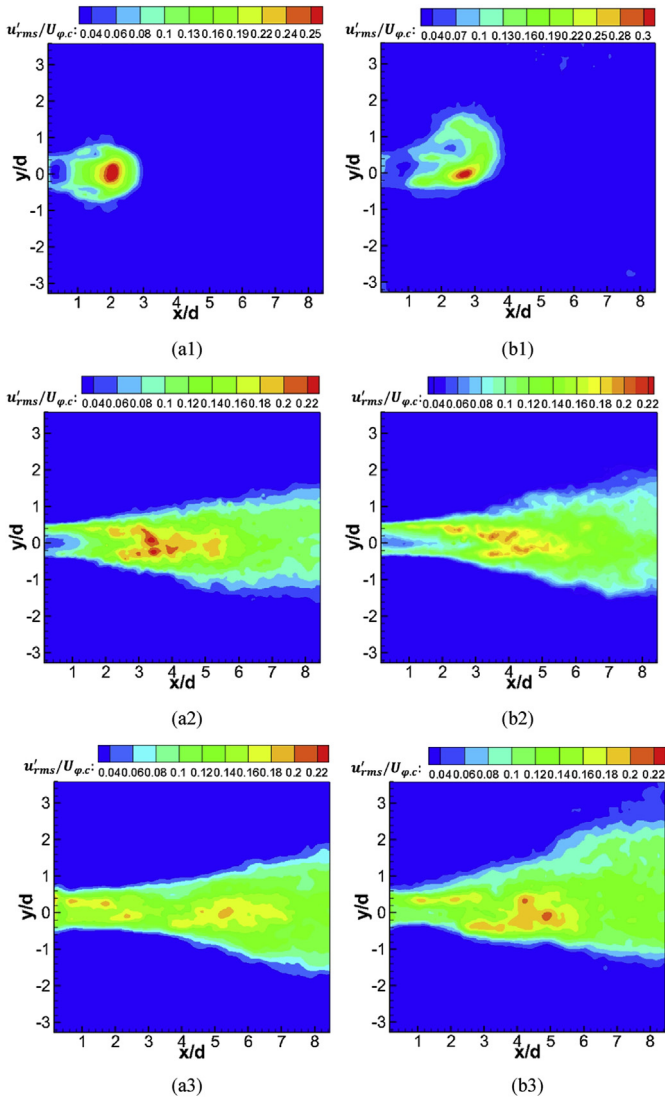 u'rms/Uφ.c: 0.04 0.06 0.08 0.1 0.13 0.16 0.19 0.22 0.24 0.25
u'rms/Uφ.c: 0.04 0.07 0.1 0.13 0.16 0.19 0.22 0.25 0.28 0.3
y/d
3
2
1
0
-1
-2
-3
1 2 3 4 5 6 7 8
x/d
(a1)
y/d
3
2
1
0
-1
-2
-3
1 2 3 4 5 6 7 8
x/d
(b1)
u'rms/Uφ.c: 0.04 0.06 0.08 0.1 0.12 0.14 0.16 0.18 0.2 0.22
u'rms/Uφ.c: 0.04 0.06 0.08 0.1 0.12 0.14 0.16 0.18 0.2 0.22
y/d
3
2
1
0
-1
-2
-3
1 2 3 4 5 6 7 8
x/d
(a2)
y/d
3
2
1
0
-1
-2
-3
1 2 3 4 5 6 7 8
x/d
(b2)
u'rms/Uφ.c: 0.04 0.06 0.08 0.1 0.12 0.14 0.16 0.18 0.2 0.22
u'rms/Uφ.c: 0.04 0.06 0.08 0.1 0.12 0.14 0.16 0.18 0.2 0.22
y/d
3
2
1
0
-1
-2
-3
1 2 3 4 5 6 7 8
x/d
(a3)
y/d
3
2
1
0
-1
-2
-3
1 2 3 4 5 6 7 8
x/d
(b3)